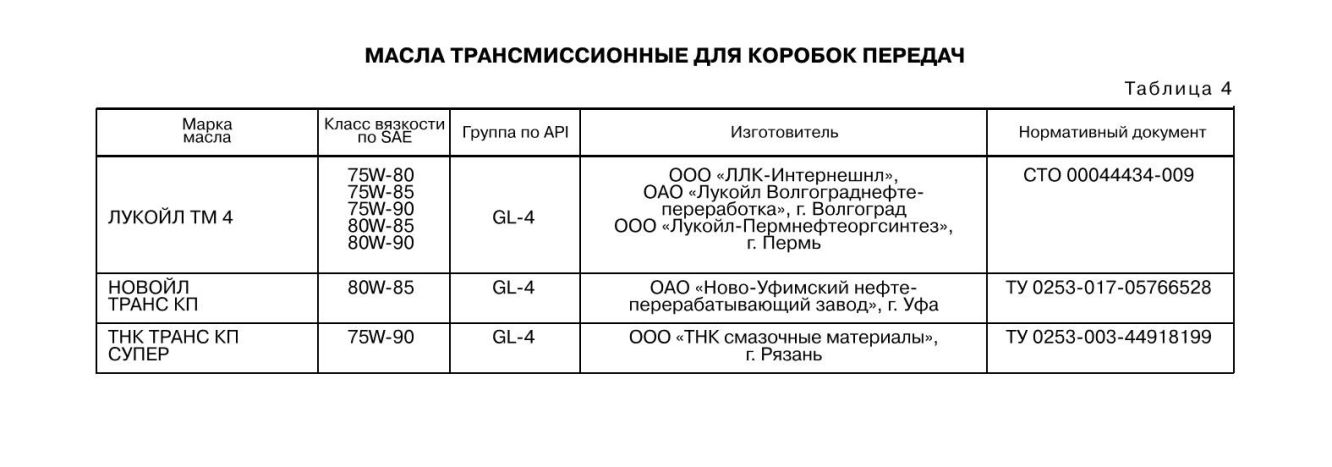 МАСЛА ТРАНСМИССИОННЫЕ ДЛЯ КОРОБОК ПЕРЕДАЧ
Таблица 4
Марка
масла
Класс вязкости
по SAE
Группа по API
Изготовитель
Нормативный документ
ЛУКОЙЛ ТМ 4
75W-80
75W-85
75W-90
80W-85
80W-90
GL-4
ООО «ЛЛК-Интернешнл»,
ОАО «Лукойл Волгограднефте-
переработка», г. Волгоград
ООО «Лукойл-Пермнефтеоргсинтез»,
г. Пермь
СТО 00044434-009
НОВОЙЛ
ТРАНС КП
80W-85
GL-4
ОАО «Ново-Уфимский нефте-
перерабатывающий завод», г. Уфа
ТУ 0253-017-05766528
ТНК ТРАНС КП
СУПЕР
75W-90
GL-4
ООО «ТНК смазочные материалы»,
г. Рязань
ТУ 0253-003-44918199